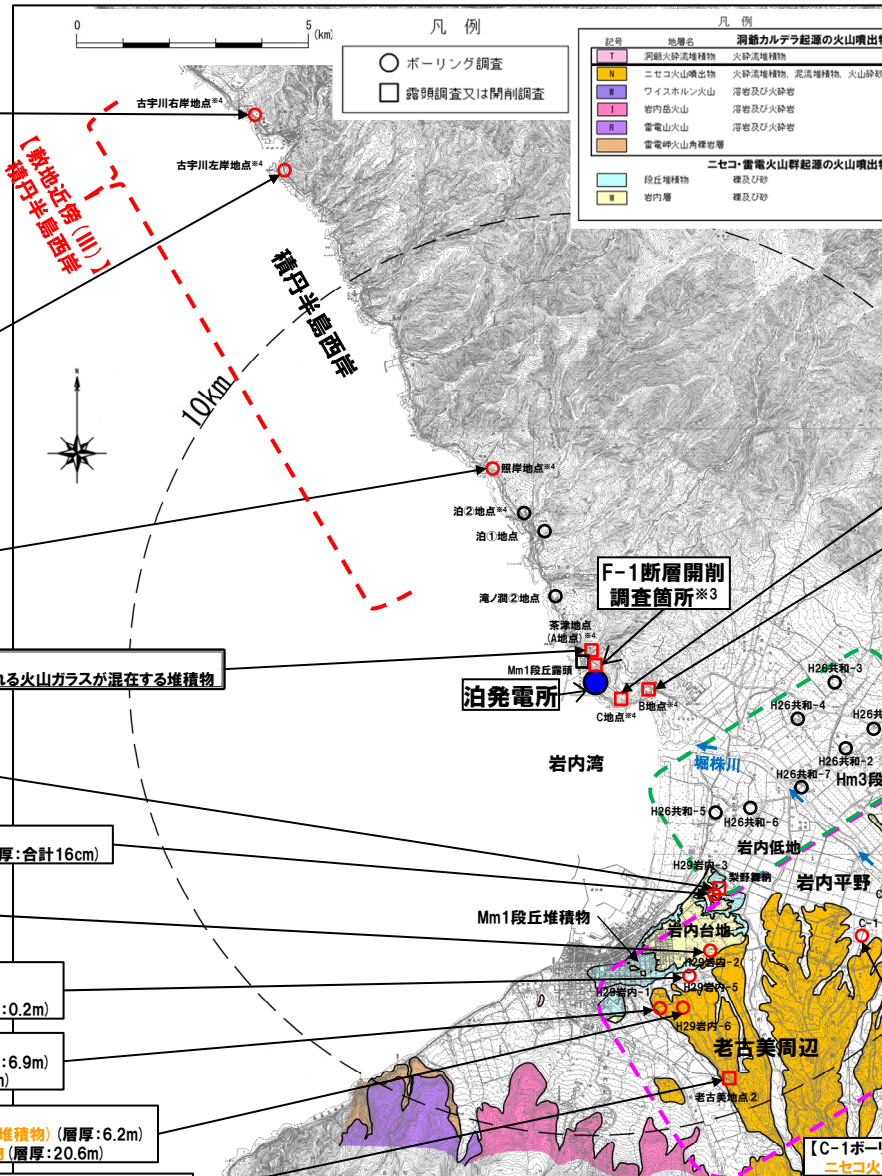 0 5 (km)
凡 例
ボーリング調査
露頭調査又は開削調査
凡 例
記号 地層名 洞爺カルデラ起源の火山噴出物
T 洞爺火砕流堆積物 火砕流堆積物
N ニセコ火山噴出物 火砕流堆積物、泥流堆積物、火山砕
W ワイスホルン火山 溶岩及び火砕岩
I 岩内岳火山 溶岩及び火砕岩
R 雷電山火山 溶岩及び火砕岩
雷電岬火山角礫岩層
ニセコ・雷電火山群起源の火山噴出物
段丘堆積物 礫及び砂
W 岩内層 礫及び砂
古宇川右岸地点※4
古宇川左岸地点※4
【敷地近傍(Ⅲ)】
積丹半島西岸
積丹半島西岸
N
10km
照岸地点※4
泊②地点※4
泊①地点
滝ノ澗②地点
F-1断層開削
調査箇所※3
茶津地点
(A地点)※4
Mm1段丘露頭
泊発電所
B地点※4
C地点※4
れる火山ガラスが混在する堆積物
岩内湾
堀株川
H26共和-3
H26共和-4
H26共
H26共和-2
H26共和-7
Hm3段
H26共和-5
H26共和-6
岩内低地
厚:合計16cm)
H29岩内-3
梨野舞納
岩内平野
C-1
Mm1段丘堆積物
岩内台地
H29岩内-2
H29岩内-5
H29岩内-1
:0.2m)
H29岩内-6
:6.9m)
m)
老古美周辺
老古美地点②
堆積物) (層厚:6.2m)
(層厚:20.6m)
【C-1ボーリ
ニセコ火